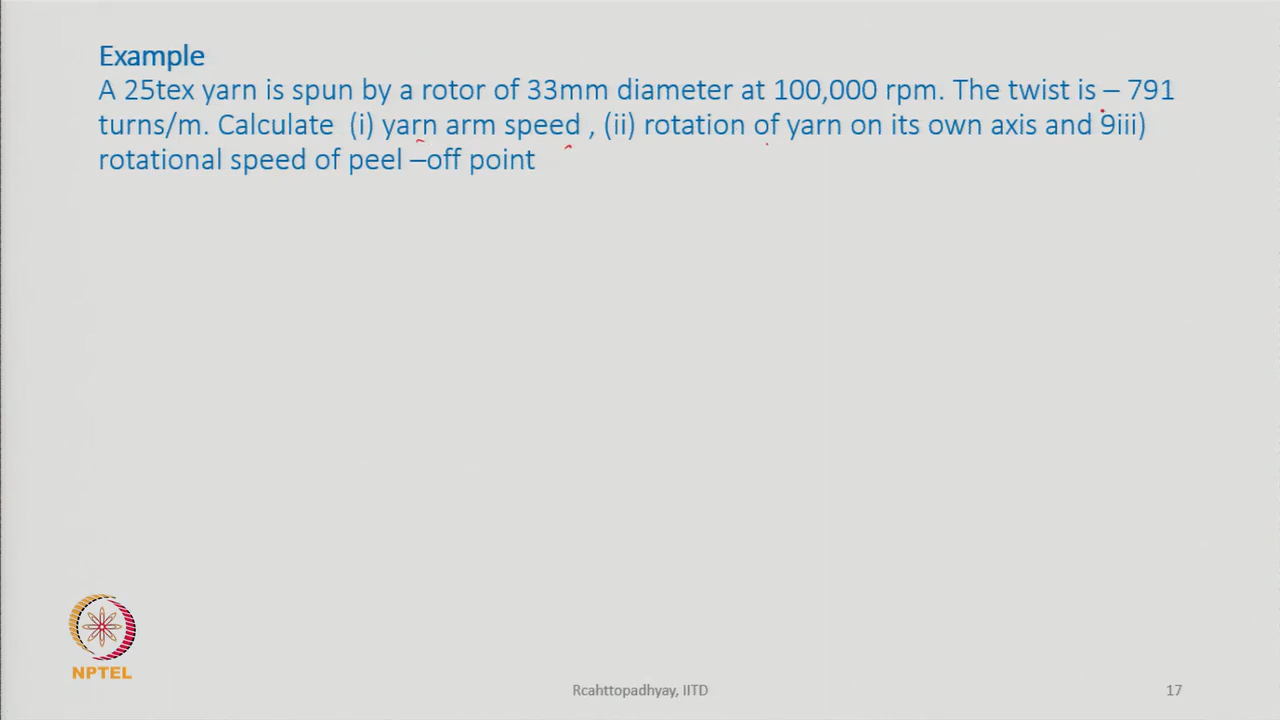 Example
A 25tex yarn is spun by a rotor of 33mm diameter at 100,000 rpm. The twist is – 791
turns/m. Calculate (i) yarn arm speed , (ii) rotation of yarn on its own axis and 9iii)
rotational speed of peel –off point
NPTEL
Rcahttopadhyay, IITD
17